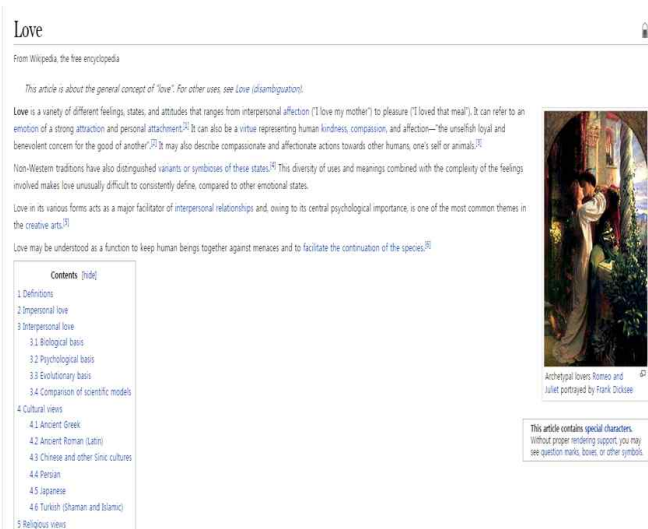 Love
From Wikipedia, the free encyclopedia
This article is about the general concept of "love". For other uses, see Love (disambiguation).
Love is a variety of different feelings, states, and attitudes that ranges from interpersonal affection ("I love my mother") to pleasure ("I loved that meal"). It can refer to an
emotion of a strong attraction and personal attachment.[1] It can also be a virtue representing human kindness, compassion, and affection—"the unselfish loyal and
benevolent concern for the good of another".[2] It may also describe compassionate and affectionate actions towards other humans, one's self or animals.[3]
Non-Western traditions have also distinguished variants or symbioses of these states.[4] This diversity of uses and meanings combined with the complexity of the feelings
involved makes love unusually difficult to consistently define, compared to other emotional states.
Love in its various forms acts as a major facilitator of interpersonal relationships and, owing to its central psychological importance, is one of the most common themes in
the creative arts.[5]
Love may be understood as a function to keep human beings together against menaces and to facilitate the continuation of the species.[6]
Contents [hide]
1 Definitions
2 Impersonal love
3 Interpersonal love
3.1 Biological basis
3.2 Psychological basis
3.3 Evolutionary basis
3.4 Comparison of scientific models
4 Cultural views
4.1 Ancient Greek
4.2 Ancient Roman (Latin)
4.3 Chinese and other Sinic cultures
4.4 Persian
4.5 Japanese
4.6 Turkish (Shaman and Islamic)
5 Religious views
Archetypal lovers Romeo and
Juliet portrayed by Frank Dicksee
This article contains special characters.
Without proper rendering support, you may
see question marks, boxes, or other symbols.